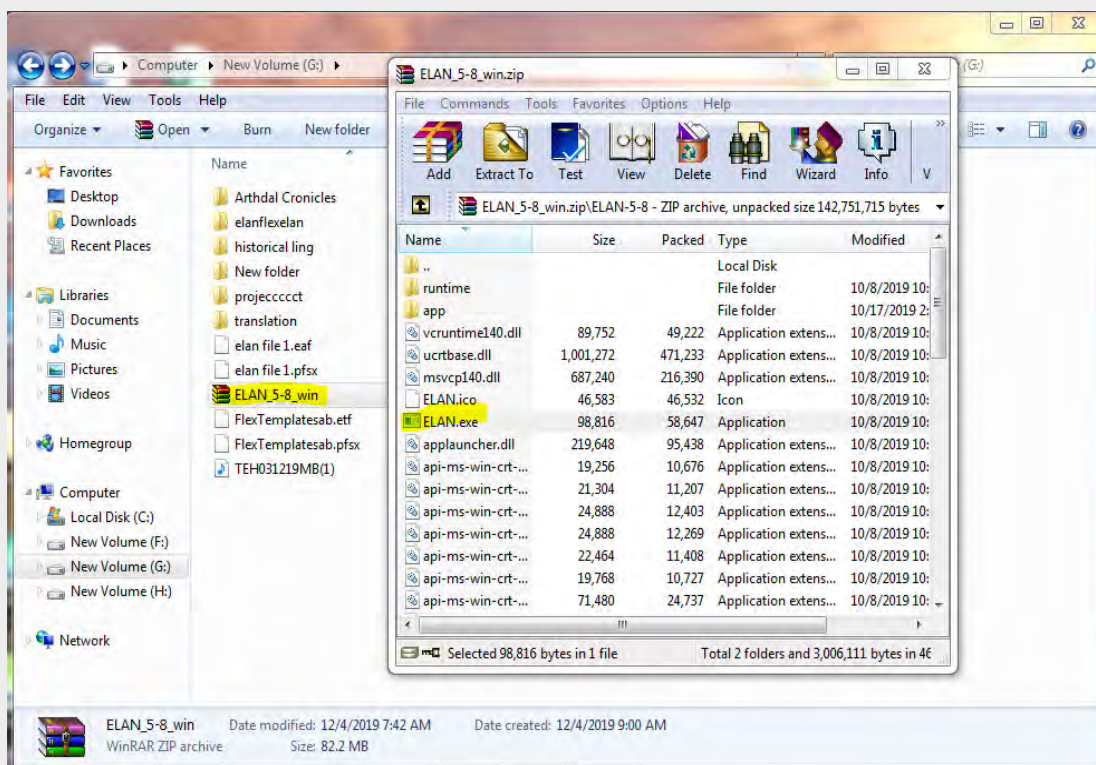 Computer ▸ New Volume (G:) ▸
File Edit View Tools Help
Organize ▾ Open ▾ Burn New folder
Favorites
Desktop
Downloads
Recent Places
Libraries
Documents
Music
Pictures
Videos
Homegroup
Computer
Local Disk (C:)
New Volume (F:)
New Volume (G:)
New Volume (H:)
Network
Name
Arthdal Cronicles
elanflexelan
historical ling
New folder
projeccccct
translation
elan file 1.eaf
elan file 1.pfsx
ELAN_5-8_win
FlexTemplatesab.etf
FlexTemplatesab.pfsx
TEH031219MB(1)
(G:)
ELAN_5-8_win.zip
File Commands Tools Favorites Options Help
Add Extract To Test View Delete Find Wizard Info V
ELAN_5-8_win.zip\ELAN-5-8 - ZIP archive, unpacked size 142,751,715 bytes
Name Size Packed Type Modified
.. Local Disk
runtime File folder 10/8/2019 10:
app File folder 10/17/2019 2:
vcruntime140.dll 89,752 49,222 Application extens... 10/8/2019 10:
ucrtbase.dll 1,001,272 471,233 Application extens... 10/8/2019 10:
msvcp140.dll 687,240 216,390 Application extens... 10/8/2019 10:
ELAN.ico 46,583 46,532 Icon 10/8/2019 10:
ELAN.exe 98,816 58,647 Application 10/8/2019 10:
applauncher.dll 219,648 95,438 Application extens... 10/8/2019 10:
api-ms-win-crt-... 19,256 10,676 Application extens... 10/8/2019 10:
api-ms-win-crt-... 21,304 11,207 Application extens... 10/8/2019 10:
api-ms-win-crt-... 24,888 12,403 Application extens... 10/8/2019 10:
api-ms-win-crt-... 24,888 12,269 Application extens... 10/8/2019 10:
api-ms-win-crt-... 22,464 11,408 Application extens... 10/8/2019 10:
api-ms-win-crt-... 19,768 10,727 Application extens... 10/8/2019 10:
api-ms-win-crt-... 71,480 24,737 Application extens... 10/8/2019 10:
Selected 98,816 bytes in 1 file Total 2 folders and 3,006,111 bytes in 46
ELAN_5-8_win Date modified: 12/4/2019 7:42 AM Date created: 12/4/2019 9:00 AM
WinRAR ZIP archive Size: 82.2 MB